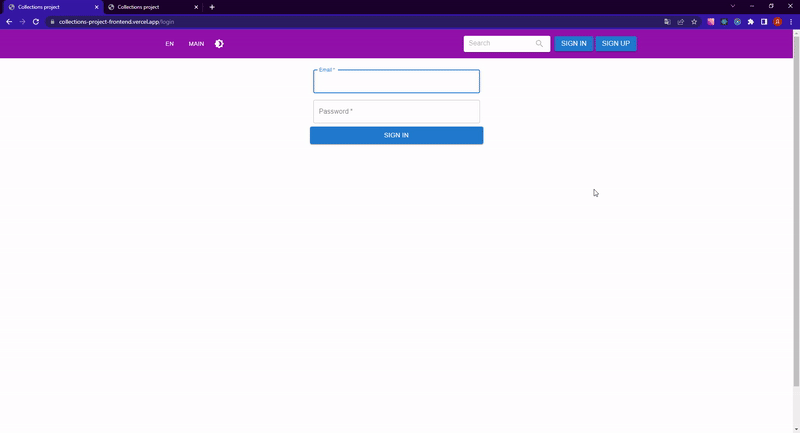 Collections project
Collections project
collections-project-frontend.vercel.app/login
EN MAIN Search SIGN IN SIGN UP
Email *
Password *
SIGN IN